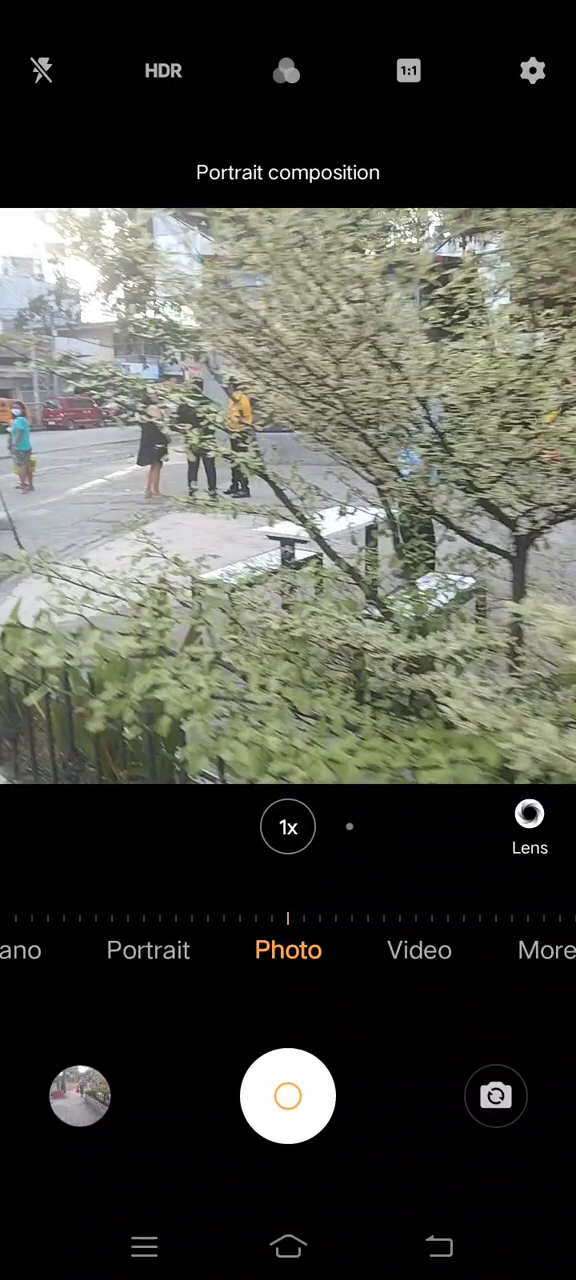 HDR
1:1
Portrait composition
1x
Lens
ano
Portrait
Photo
Video
More